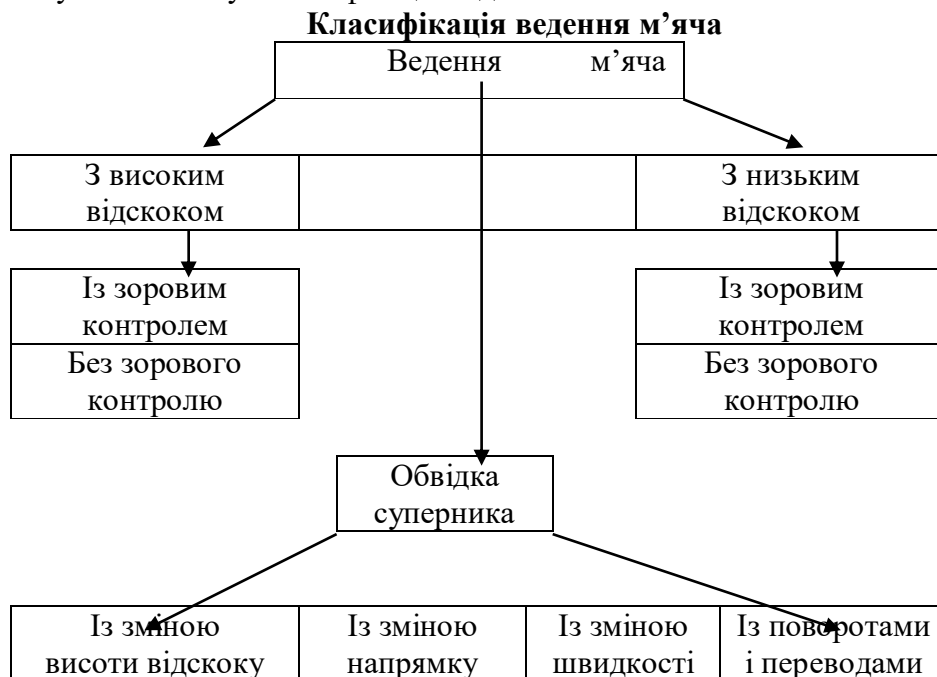 Класифікація ведення м’яча
Ведення м’яча
З високим
відскоком
З низьким
відскоком
Із зоровим
контролем
Без зорового
контролю
Із зоровим
контролем
Без зорового
контролю
Обвідка
суперника
Із зміною
висоти відскоку
Із зміною
напрямку
Із зміною
швидкості
Із поворотами
і переводами